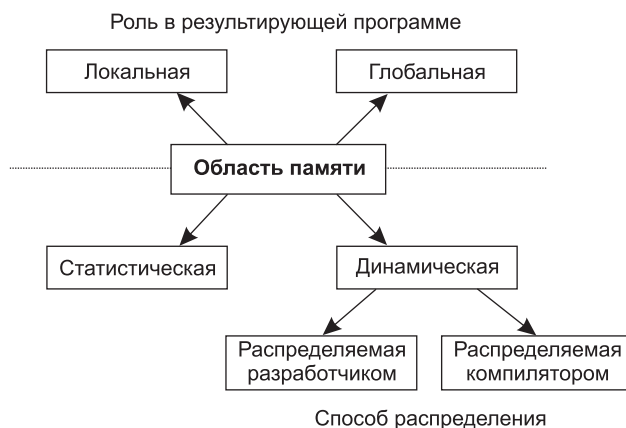 Роль в результирующей программе
Локальная
Глобальная
Область памяти
Статистическая
Динамическая
Распределяемая
разработчиком
Распределяемая
компилятором
Способ распределения